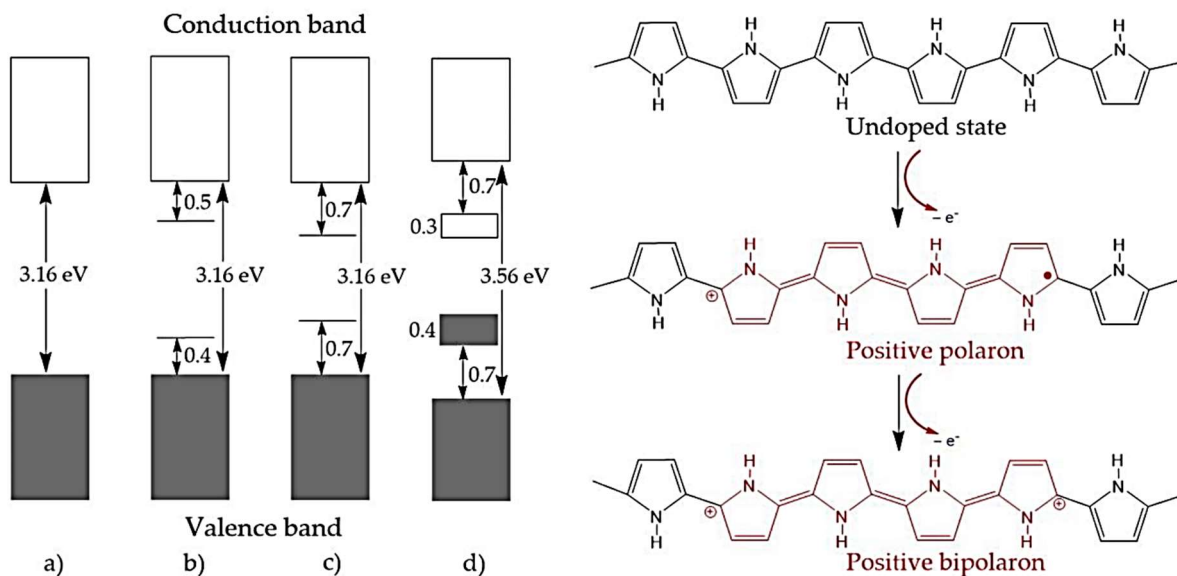 Conduction band
3.16 eV
0.5
3.16 eV
0.4
0.7
3.16 eV
0.7
0.7
0.3
3.56 eV
0.4
0.7
Valence band
a) b) c) d)
H N H N H N
N H N H N H
Undoped state
– e-
H N H N H N
N H ⊕ N H N H
Positive polaron
– e-
H N H N H N
N H ⊕ N H N H ⊕
Positive bipolaron